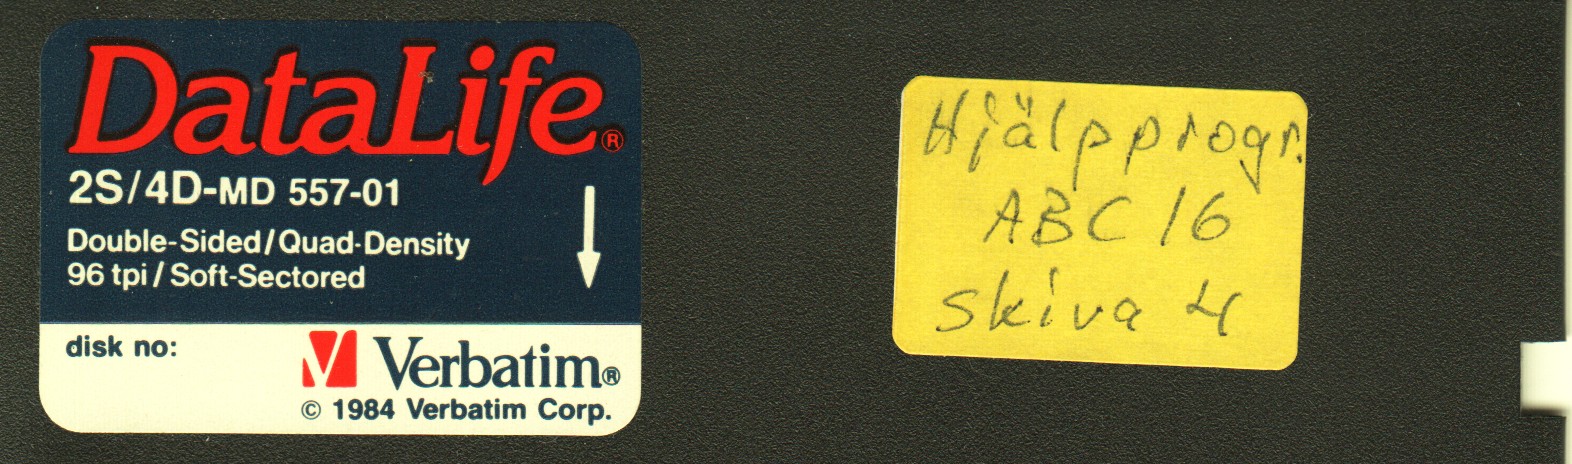 DataLife®
2S/4D-MD 557-01
Double-Sided/Quad-Density
96 tpi/Soft-Sectored
disk no:
Verbatim®
© 1984 Verbatim Corp.
Hjälpprogr.
ABC 16
skiva 4